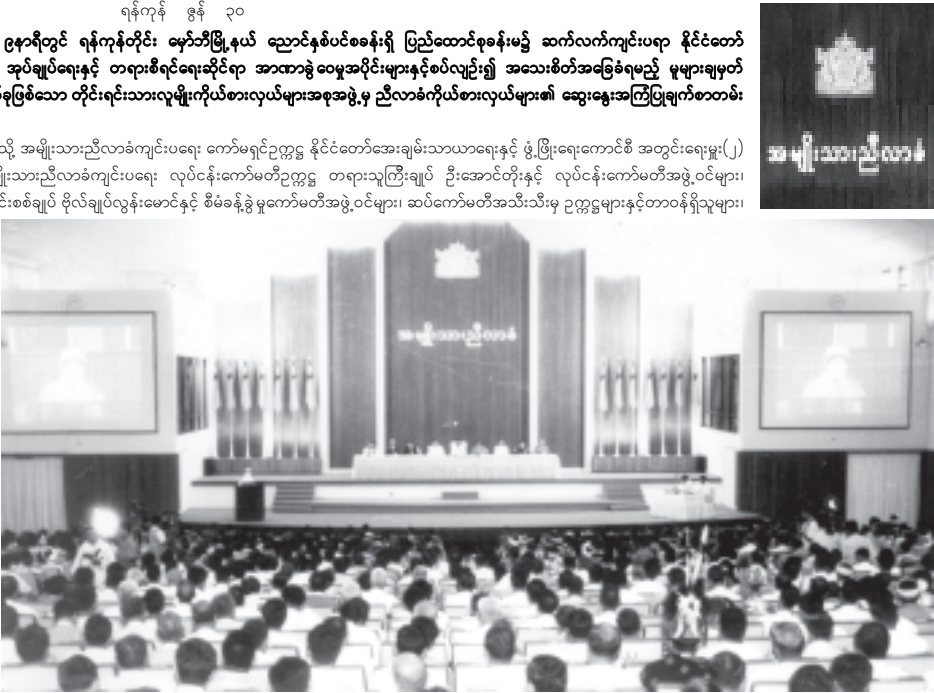 ရန်ကုန် ဇွန် ၃၀
၉နာရီတွင် ရန်ကုန်တိုင်း မှော်ဘီမြို့နယ် ညောင်နှစ်ပင်စခန်းရှိ ပြည်ထောင်စုခန်းမ၌ ဆက်လက်ကျင်းပရာ နိုင်ငံတော်
အုပ်ချုပ်ရေးနှင့် တရားစီရင်ရေးဆိုင်ရာ အာဏာခွဲဝေမှုအပိုင်းများနှင့်စပ်လျဉ်း၍ အသေးစိတ်အခြေခံရမည့် မူများချမှတ်
ဖြစ်သော တိုင်းရင်းသားလူမျိုးကိုယ်စားလှယ်များအစုအဖွဲ့မှ ညီလာခံကိုယ်စားလှယ်များ၏ ဆွေးနွေးအကြံပြုချက်စာတမ်း
သို့ အမျိုးသားညီလာခံကျင်းပရေး ကော်မရှင်ဥက္ကဋ္ဌ နိုင်ငံတော်အေးချမ်းသာယာရေးနှင့် ဖွံ့ဖြိုးရေးကောင်စီ အတွင်းရေးမှူး(၂)
မျိုးသားညီလာခံကျင်းပရေး လုပ်ငန်းကော်မတီဥက္ကဋ္ဌ တရားသူကြီးချုပ် ဦးအောင်တိုးနှင့် လုပ်ငန်းကော်မတီအဖွဲ့ဝင်များ၊
င်းစစ်ချုပ် ဗိုလ်ချုပ်လွန်းမောင်နှင့် စီမံခန့်ခွဲမှုကော်မတီအဖွဲ့ဝင်များ၊ ဆပ်ကော်မတီအသီးသီးမှ ဥက္ကဋ္ဌများနှင့်တာဝန်ရှိသူများ၊
အမျိုးသားညီလာခံ
အမျိုးသားညီလာခံ